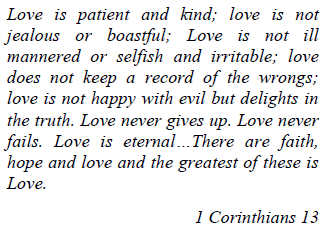 Love is patient and kind; love is not
jealous or boastful; Love is not ill
mannered or selfish and irritable; love
does not keep a record of the wrongs;
love is not happy with evil but delights in
the truth. Love never gives up. Love never
fails. Love is eternal…There are faith,
hope and love and the greatest of these is
Love.
1 Corinthians 13